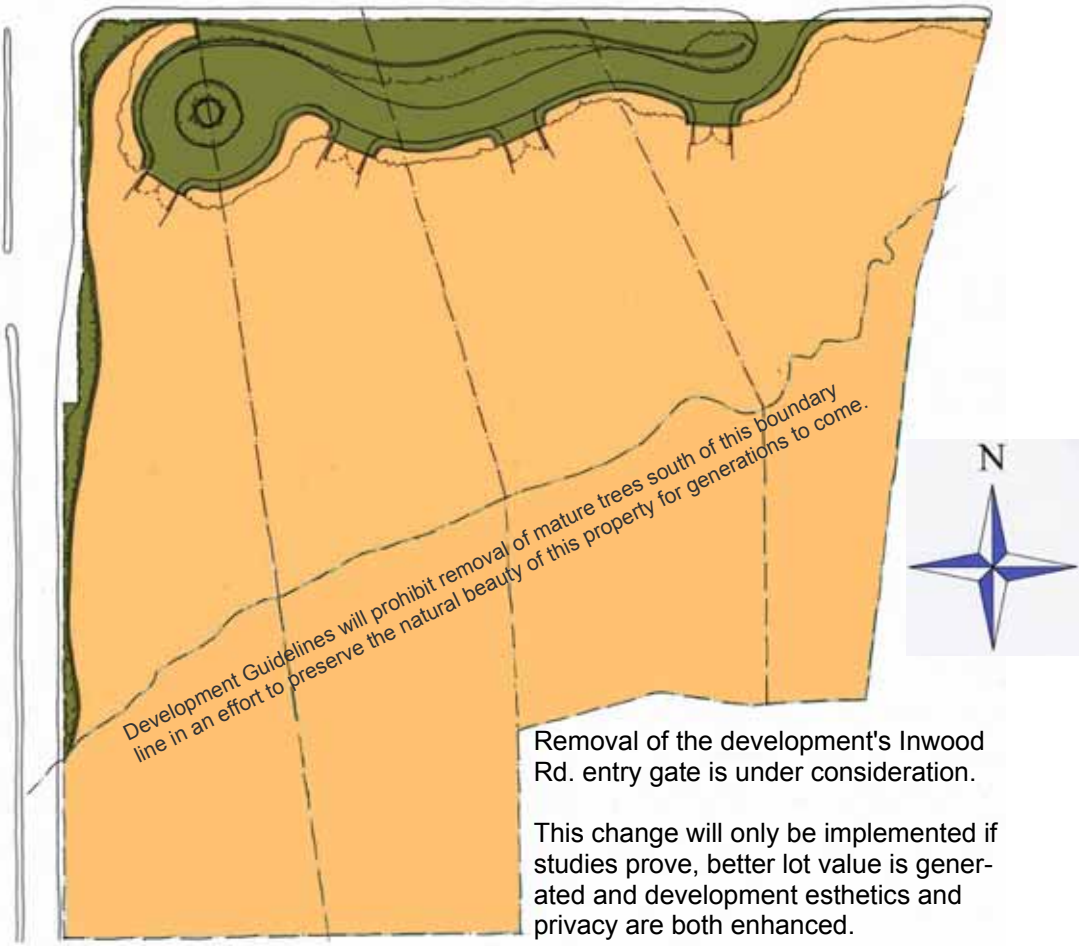 Development Guidelines will prohibit removal of mature trees south of this boundary
line in an effort to preserve the natural beauty of this property for generations to come.
N
Removal of the development's Inwood
Rd. entry gate is under consideration.
This change will only be implemented if
studies prove, better lot value is gener-
ated and development esthetics and
privacy are both enhanced.